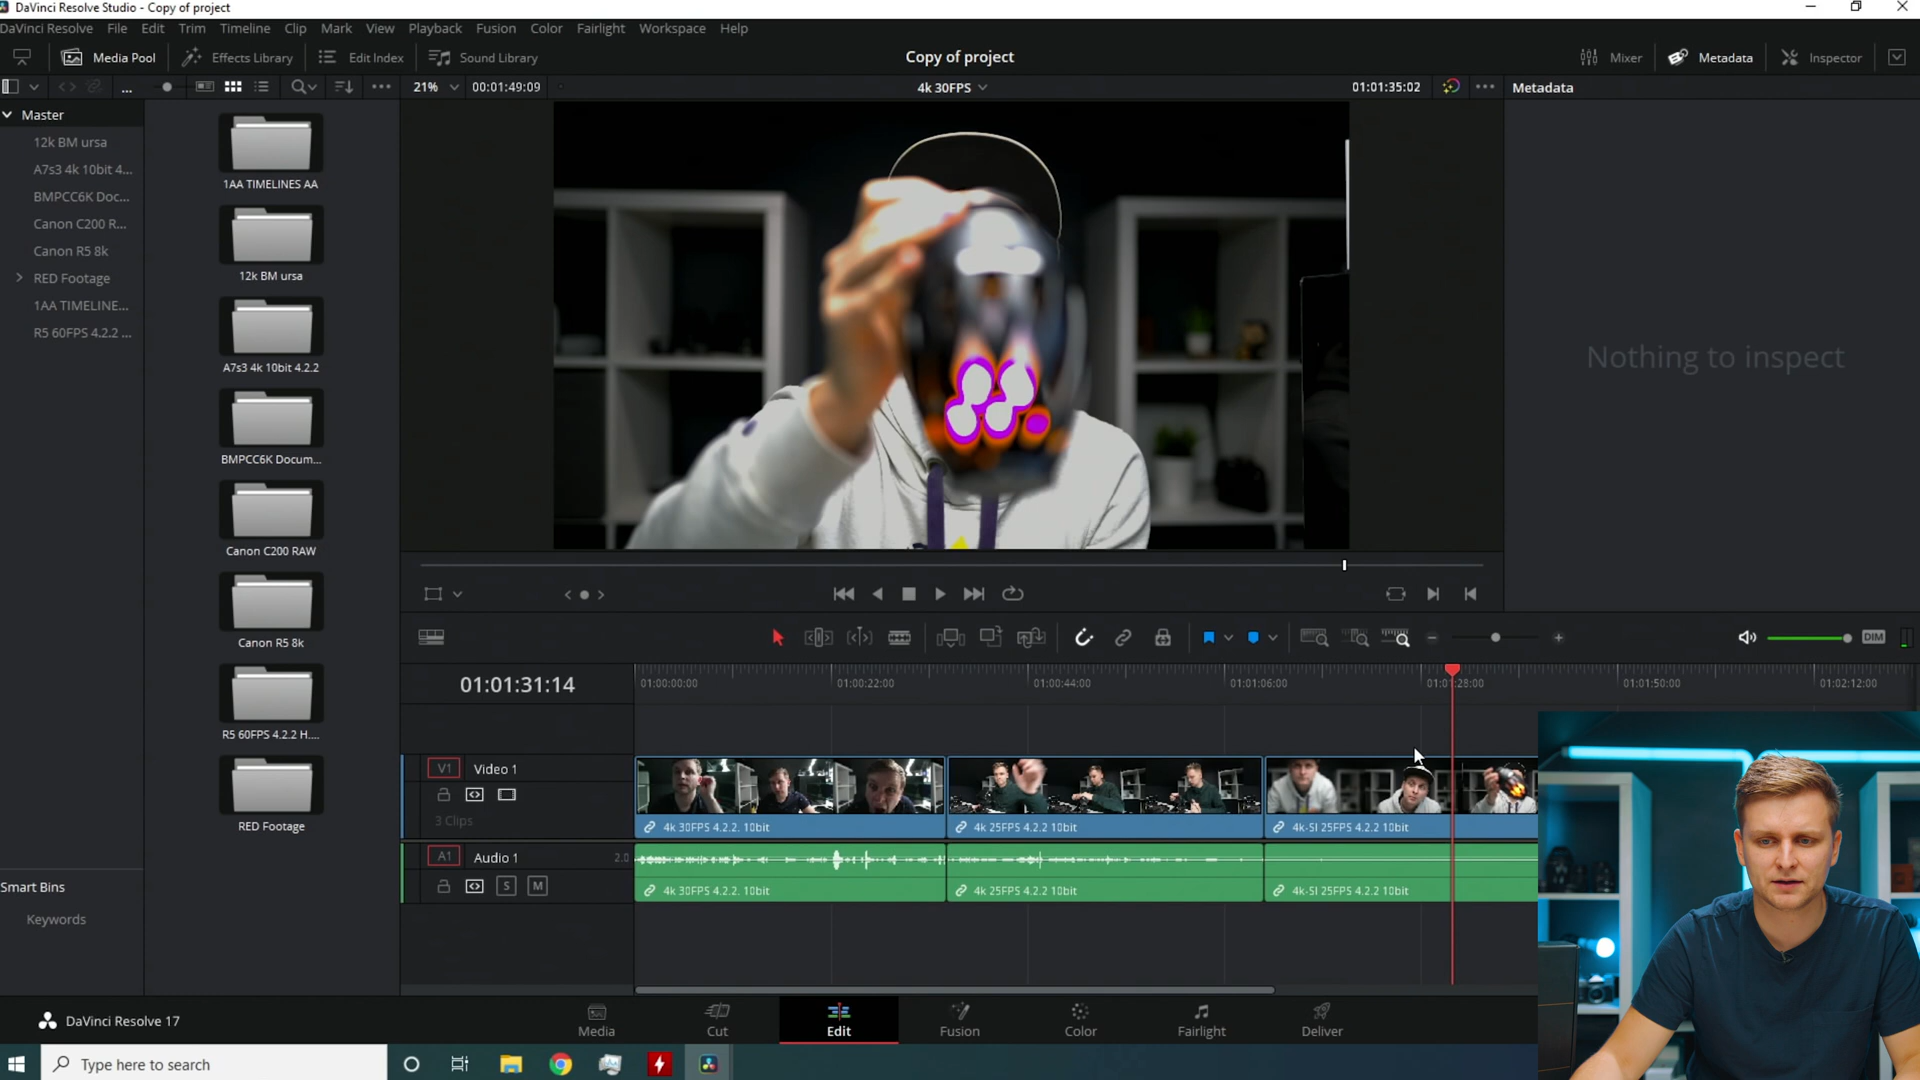 DaVinci Resolve Studio - Copy of project
DaVinci Resolve File Edit Trim Timeline Clip Mark View Playback Fusion Color Fairlight Workspace Help
Media Pool Effects Library Edit Index Sound Library Copy of project Mixer Metadata Inspector
... 21% 00:01:49:09 4k 30FPS 01:01:35:02 Metadata
Master
12k BM ursa
A7s3 4k 10bit 4...
BMPCC6K Doc...
Canon C200 R...
Canon R5 8k
RED Footage
1AA TIMELINE...
R5 60FPS 4.2.2 ...
1AA TIMELINES AA
12k BM ursa
A7s3 4k 10bit 4.2.2
BMPCC6K Docum...
Canon C200 RAW
Canon R5 8k
R5 60FPS 4.2.2 H....
RED Footage
Nothing to inspect
DIM
01:01:31:14
01:00:00:00 01:00:22:00 01:00:44:00 01:01:06:00 01:01:28:00 01:01:50:00 01:02:12:00
V1 Video 1
3 Clips
4k 30FPS 4.2.2. 10bit 4k 25FPS 4.2.2 10bit 4k-SI 25FPS 4.2.2 10bit
A1 Audio 1 2.0
S M
4k 30FPS 4.2.2. 10bit 4k 25FPS 4.2.2 10bit 4k-SI 25FPS 4.2.2 10bit
Smart Bins
Keywords
DaVinci Resolve 17
Media Cut Edit Fusion Color Fairlight Deliver
Type here to search